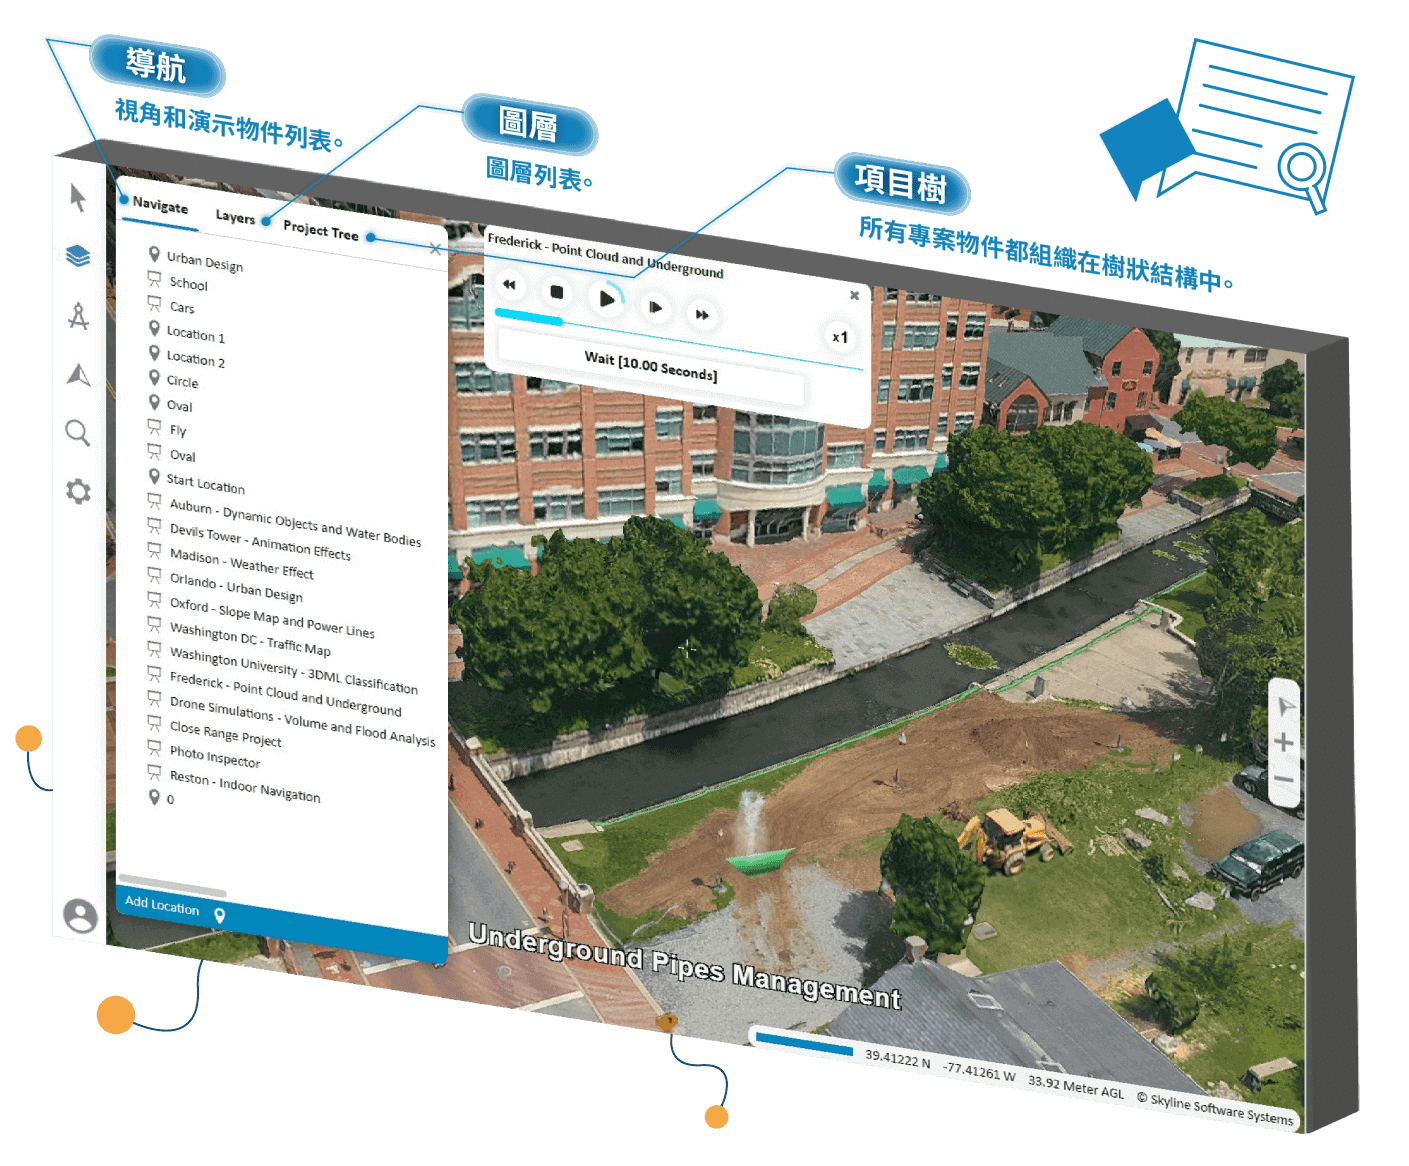 導航
視角和演示物件列表。
圖層
圖層列表。
項目樹
所有專案物件都組織在樹狀結構中。
Navigate
Layers
Project Tree
Urban Design
School
Cars
Location 1
Location 2
Circle
Oval
Fly
Oval
Start Location
Auburn - Dynamic Objects and Water Bodies
Devils Tower - Animation Effects
Madison - Weather Effect
Orlando - Urban Design
Oxford - Slope Map and Power Lines
Washington DC - Traffic Map
Washington University - 3DML Classification
Frederick - Point Cloud and Underground
Drone Simulations - Volume and Flood Analysis
Close Range Project
Photo Inspector
Reston - Indoor Navigation
0
Add Location
Frederick - Point Cloud and Underground
x1
Wait [10.00 Seconds]
Underground Pipes Management
39.41222 N -77.41261 W 33.92 Meter AGL © Skyline Software Systems